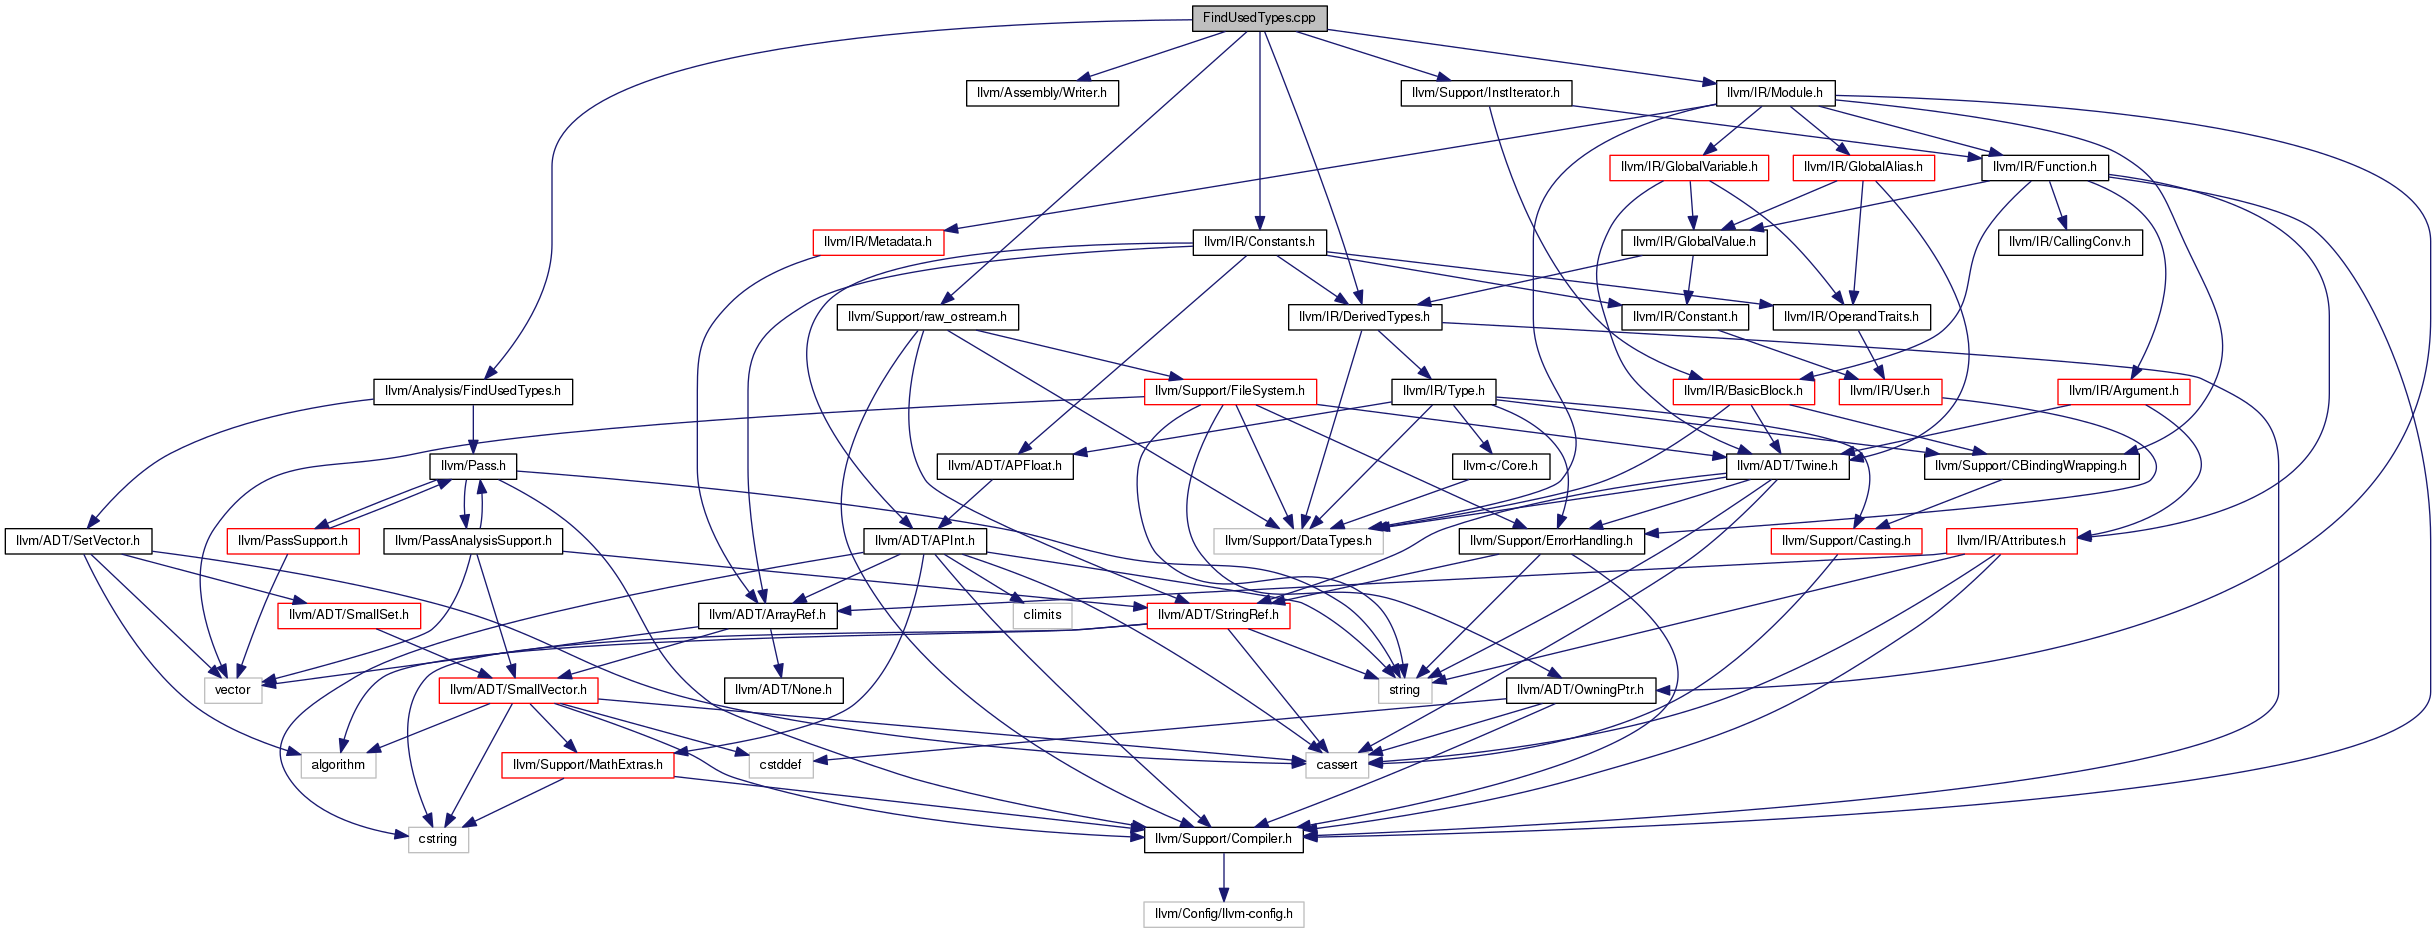 FindUsedTypes.cpp
llvm/Assembly/Writer.h
llvm/Support/InstIterator.h
llvm/IR/Module.h
llvm/IR/GlobalVariable.h
llvm/IR/GlobalAlias.h
llvm/IR/Function.h
llvm/IR/Metadata.h
llvm/IR/Constants.h
llvm/IR/GlobalValue.h
llvm/IR/CallingConv.h
llvm/Support/raw_ostream.h
llvm/IR/DerivedTypes.h
llvm/IR/Constant.h
llvm/IR/OperandTraits.h
llvm/Analysis/FindUsedTypes.h
llvm/Support/FileSystem.h
llvm/IR/Type.h
llvm/IR/BasicBlock.h
llvm/IR/User.h
llvm/IR/Argument.h
llvm/Pass.h
llvm/ADT/APFloat.h
llvm-c/Core.h
llvm/ADT/Twine.h
llvm/Support/CBindingWrapping.h
llvm/ADT/SetVector.h
llvm/PassSupport.h
llvm/PassAnalysisSupport.h
llvm/ADT/APInt.h
llvm/Support/DataTypes.h
llvm/Support/ErrorHandling.h
llvm/Support/Casting.h
llvm/IR/Attributes.h
llvm/ADT/SmallSet.h
llvm/ADT/ArrayRef.h
climits
llvm/ADT/StringRef.h
vector
llvm/ADT/SmallVector.h
llvm/ADT/None.h
string
llvm/ADT/OwningPtr.h
algorithm
llvm/Support/MathExtras.h
cstddef
cassert
cstring
llvm/Support/Compiler.h
llvm/Config/llvm-config.h